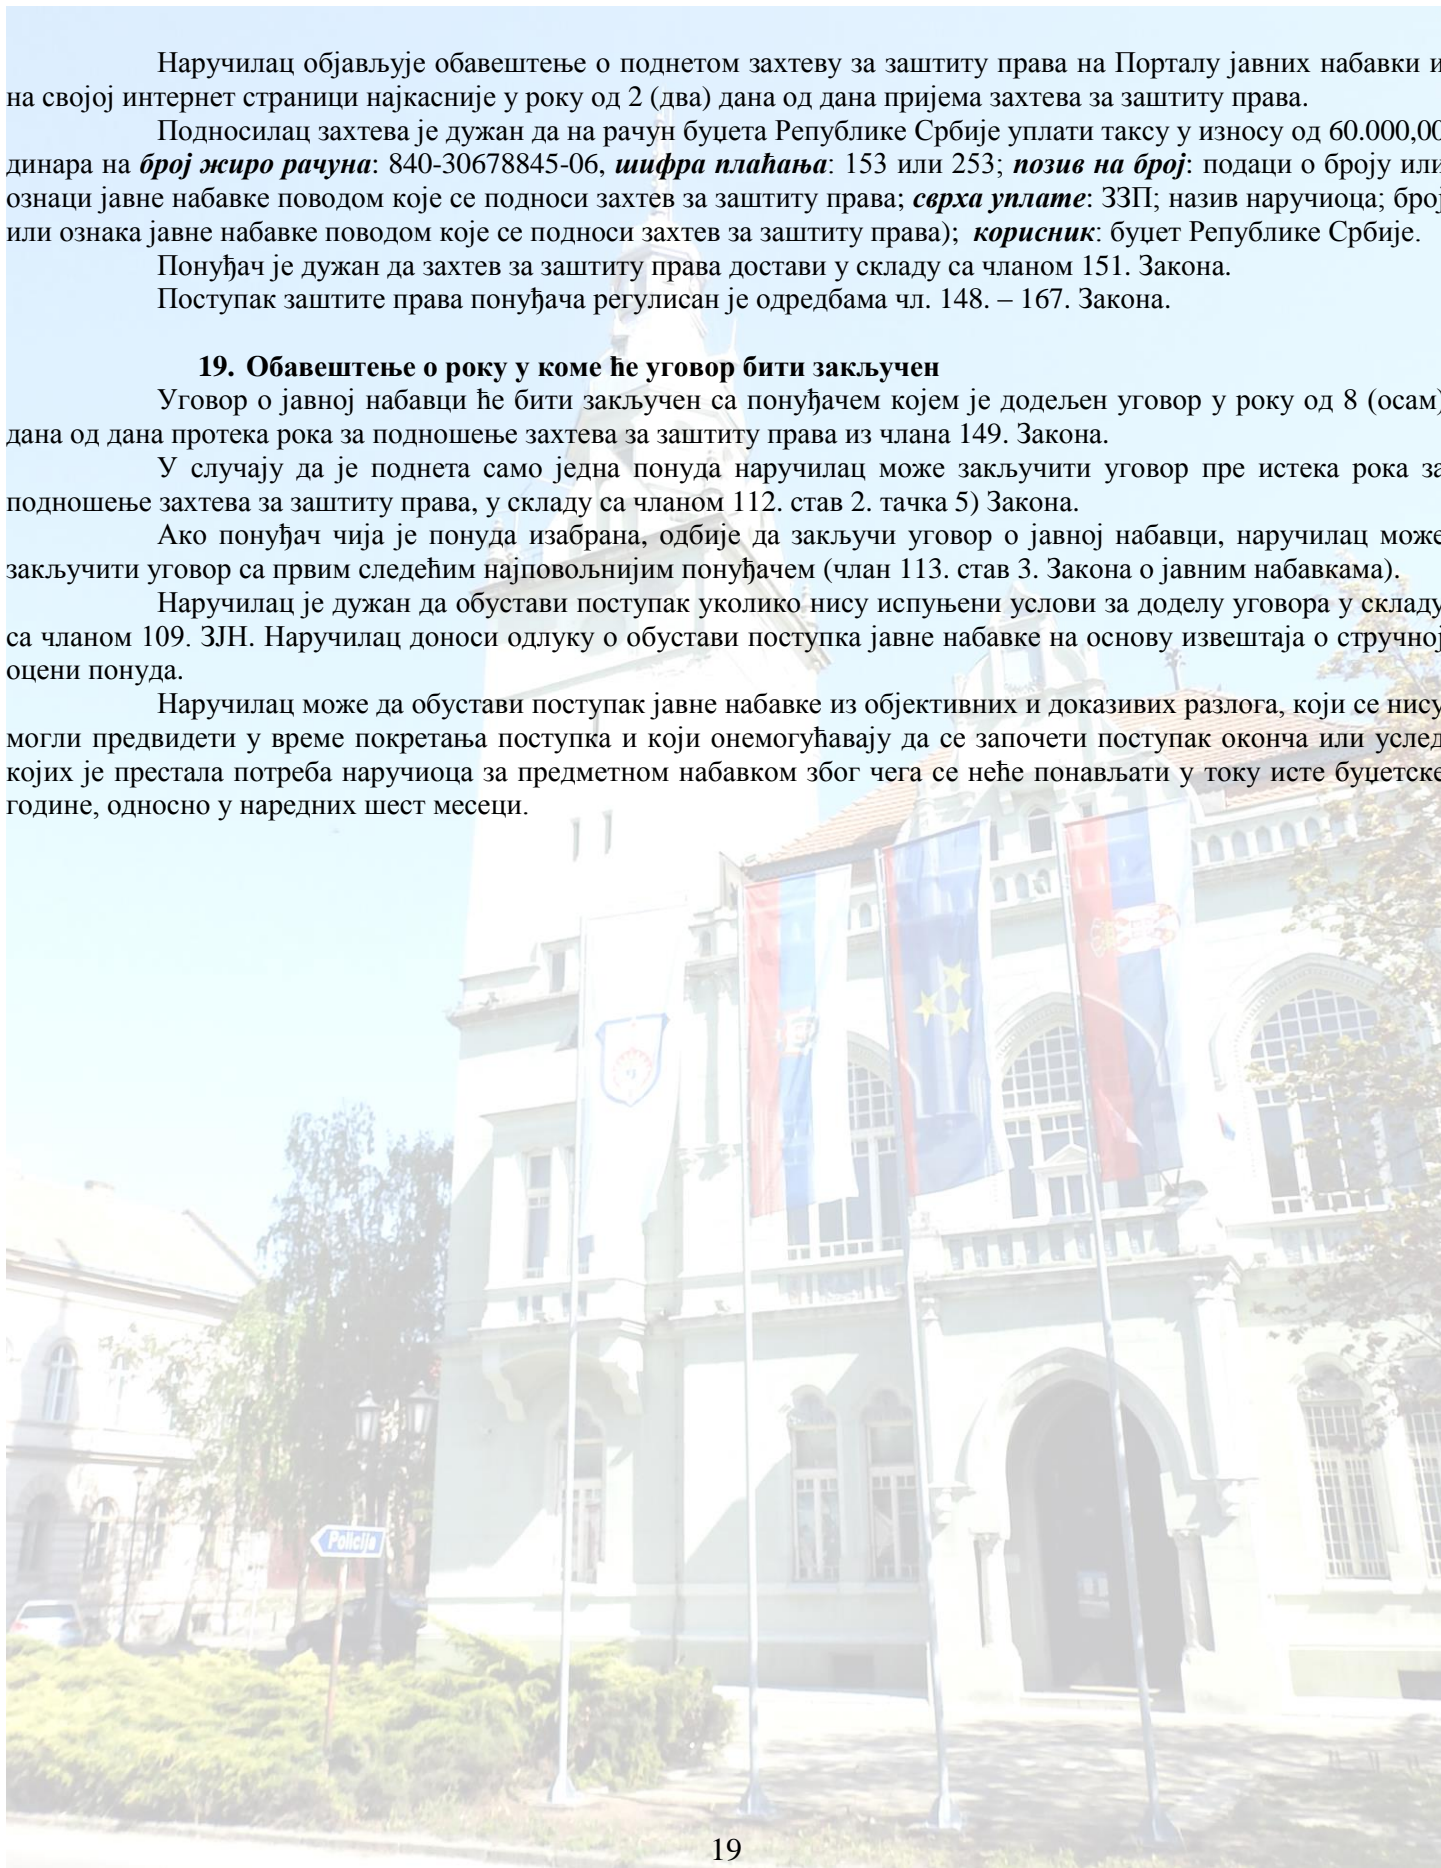 Наручилац објављује обавештење о поднетом захтеву за заштиту права на Порталу јавних набавки и
на својој интернет страници најкасније у року од 2 (два) дана од дана пријема захтева за заштиту права.
Подносилац захтева је дужан да на рачун буџета Републике Србије уплати таксу у износу од 60.000,00
динара на број жиро рачуна: 840-30678845-06, шифра плаћања: 153 или 253; позив на број: подаци о броју или
ознаци јавне набавке поводом које се подноси захтев за заштиту права; сврха уплате: ЗЗП; назив наручиоца; број
или ознака јавне набавке поводом које се подноси захтев за заштиту права); корисник: буџет Републике Србије.
Понуђач је дужан да захтев за заштиту права достави у складу са чланом 151. Закона.
Поступак заштите права понуђача регулисан је одредбама чл. 148. – 167. Закона.
19. Обавештење о року у коме ће уговор бити закључен
Уговор о јавној набавци ће бити закључен са понуђачем којем је додељен уговор у року од 8 (осам)
дана од дана протека рока за подношење захтева за заштиту права из члана 149. Закона.
У случају да је поднета само једна понуда наручилац може закључити уговор пре истека рока за
подношење захтева за заштиту права, у складу са чланом 112. став 2. тачка 5) Закона.
Ако понуђач чија је понуда изабрана, одбије да закључи уговор о јавној набавци, наручилац може
закључити уговор са првим следећим најповољнијим понуђачем (члан 113. став 3. Закона о јавним набавкама).
Наручилац је дужан да обустави поступак уколико нису испуњени услови за доделу уговора у складу
са чланом 109. ЗЈН. Наручилац доноси одлуку о обустави поступка јавне набавке на основу извештаја о стручној
оцени понуда.
Наручилац може да обустави поступак јавне набавке из објективних и доказивих разлога, који се нису
могли предвидети у време покретања поступка и који онемогућавају да се започети поступак оконча или услед
којих је престала потреба наручиоца за предметном набавком због чега се неће понављати у току исте буџетске
године, односно у наредних шест месеци.
Policija
19